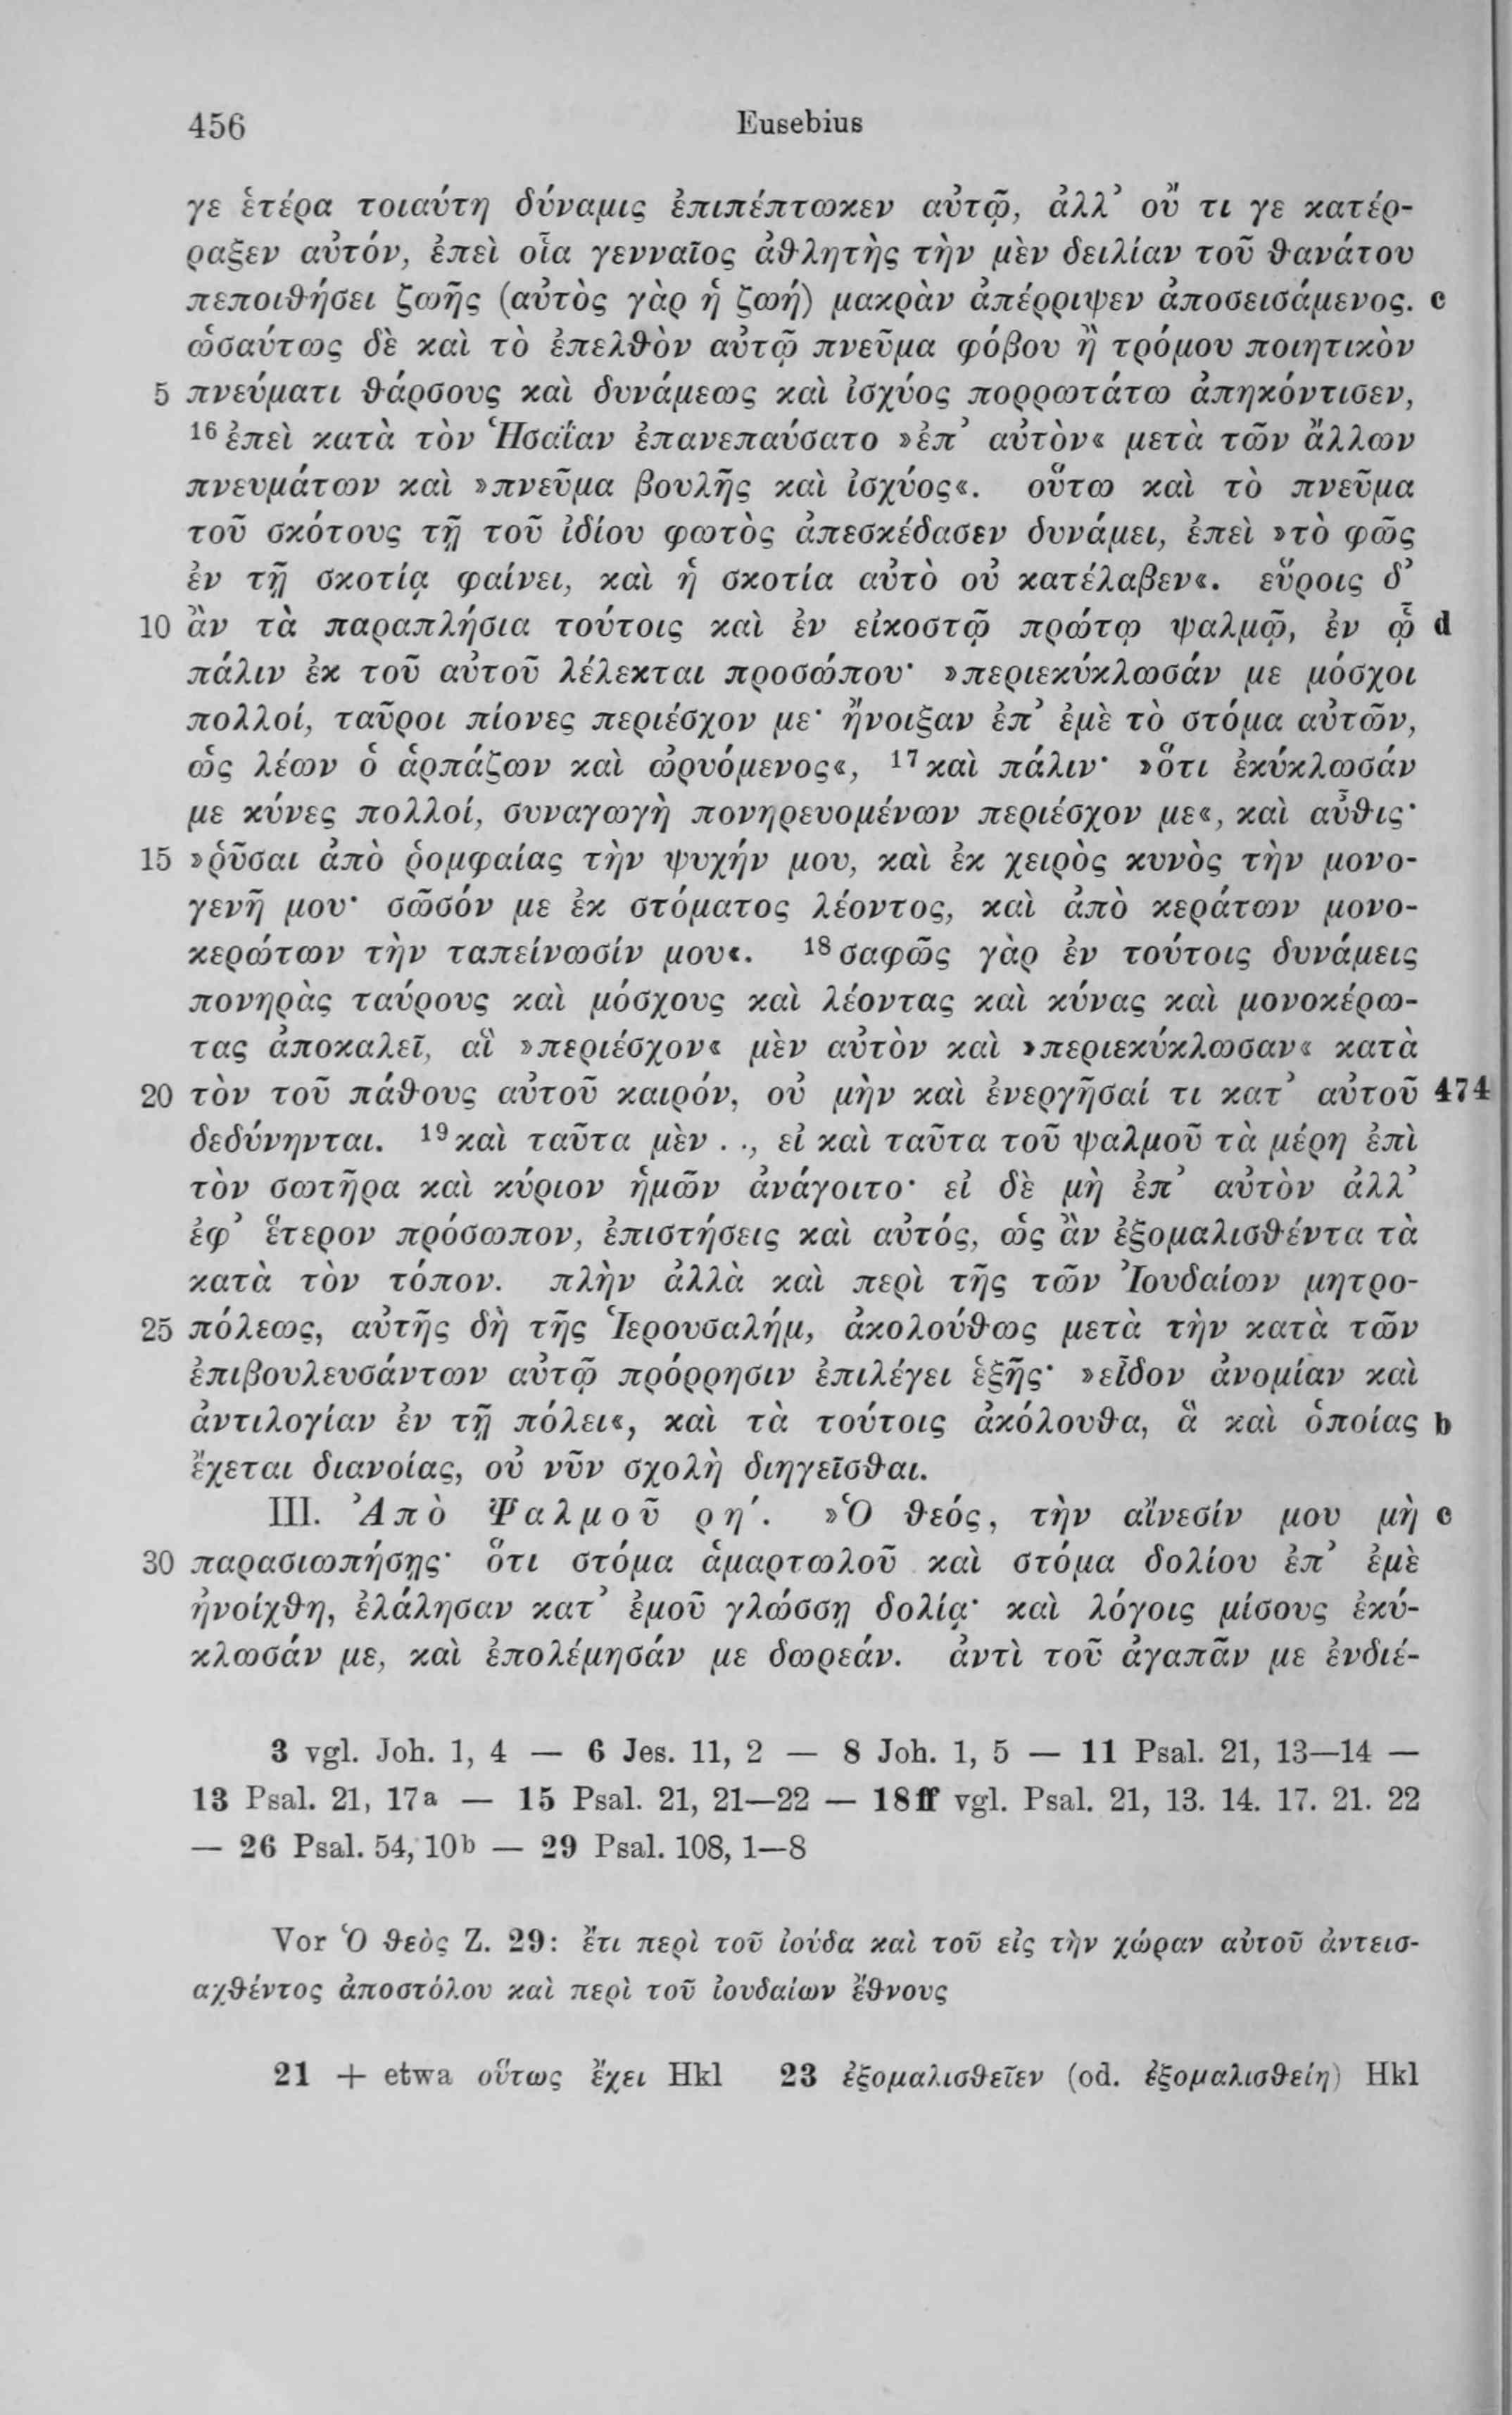 456 Eusebius
γε ἑτέρα τοιαύτη δύναμις ἐπιπέπτωκεν αὐτῷ, ἀλλ’ οὔ τι γε κατέρ-
ραξεν αὐτόν, ἐπεὶ οἷα γενναῖος ἀθλητὴς τὴν μὲν δειλίαν τοῦ θανάτου
πεποιθήσει ζωῆς (αὐτὸς γὰρ ἡ ζωή) μακρὰν ἀπέρριψεν ἀποσεισάμενος. c
ὡσαύτως δὲ καὶ τὸ ἐπελθὸν αὐτῷ πνεῦμα φόβου ἢ τρόμου ποιητικὸν
5 πνεύματι θάρσους καὶ δυνάμεως καὶ ἰσχύος πορρωτάτω ἀπηκόντισεν,
¹⁶ ἐπεὶ κατὰ τὸν Ἡσαΐαν ἐπανεπαύσατο »ἐπ’ αὐτὸν« μετὰ τῶν ἄλλων
πνευμάτων καὶ »πνεῦμα βουλῆς καὶ ἰσχύος«. οὕτω καὶ τὸ πνεῦμα
τοῦ σκότους τῇ τοῦ ἰδίου φωτὸς ἀπεσκέδασεν δυνάμει, ἐπεὶ »τὸ φῶς
ἐν τῇ σκοτίᾳ φαίνει, καὶ ἡ σκοτία αὐτὸ οὐ κατέλαβεν«. εὕροις δ’
10 ἂν τὰ παραπλήσια τούτοις καὶ ἐν εἰκοστῷ πρώτῳ ψαλμῷ, ἐν ᾧ d
πάλιν ἐκ τοῦ αὐτοῦ λέλεκται προσώπου· »περιεκύκλωσάν με μόσχοι
πολλοί, ταῦροι πίονες περιέσχον με· ἤνοιξαν ἐπ’ ἐμὲ τὸ στόμα αὐτῶν,
ὡς λέων ὁ ἁρπάζων καὶ ὠρυόμενος«, ¹⁷ καὶ πάλιν· »ὅτι ἐκύκλωσάν
με κύνες πολλοί, συναγωγὴ πονηρευομένων περιέσχον με«, καὶ αὖθις·
15 »ῥῦσαι ἀπὸ ῥομφαίας τὴν ψυχήν μου, καὶ ἐκ χειρὸς κυνὸς τὴν μονο-
γενῆ μου· σῶσόν με ἐκ στόματος λέοντος, καὶ ἀπὸ κεράτων μονο-
κερώτων τὴν ταπείνωσίν μου«. ¹⁸ σαφῶς γὰρ ἐν τούτοις δυνάμεις
πονηρὰς ταύρους καὶ μόσχους καὶ λέοντας καὶ κύνας καὶ μονοκέρω-
τας ἀποκαλεῖ, αἳ »περιέσχον« μὲν αὐτὸν καὶ »περιεκύκλωσαν« κατὰ
20 τὸν τοῦ πάθους αὐτοῦ καιρόν, οὐ μὴν καὶ ἐνεργῆσαί τι κατ’ αὐτοῦ 474
δεδύνηνται. ¹⁹ καὶ ταῦτα μὲν . ., εἰ καὶ ταῦτα τοῦ ψαλμοῦ τὰ μέρη ἐπὶ
τὸν σωτῆρα καὶ κύριον ἡμῶν ἀνάγοιτο· εἰ δὲ μὴ ἐπ’ αὐτὸν ἀλλ’
ἐφ’ ἕτερον πρόσωπον, ἐπιστήσεις καὶ αὐτός, ὡς ἂν ἐξομαλισθέντα τὰ
κατὰ τὸν τόπον. πλὴν ἀλλὰ καὶ περὶ τῆς τῶν Ἰουδαίων μητρο-
25 πόλεως, αὐτῆς δὴ τῆς Ἱερουσαλήμ, ἀκολούθως μετὰ τὴν κατὰ τῶν
ἐπιβουλευσάντων αὐτῷ πρόρρησιν ἐπιλέγει ἑξῆς· »εἶδον ἀνομίαν καὶ
ἀντιλογίαν ἐν τῇ πόλει«, καὶ τὰ τούτοις ἀκόλουθα, ἃ καὶ ὁποίας b
ἔχεται διανοίας, οὐ νῦν σχολὴ διηγεῖσθαι.
III. Ἀπὸ Ψαλμοῦ ρη′. »Ὁ θεός, τὴν αἴνεσίν μου μὴ c
30 παρασιωπήσῃς· ὅτι στόμα ἁμαρτωλοῦ καὶ στόμα δολίου ἐπ’ ἐμὲ
ἠνοίχθη, ἐλάλησαν κατ’ ἐμοῦ γλώσσῃ δολίᾳ· καὶ λόγοις μίσους ἐκύ-
κλωσάν με, καὶ ἐπολέμησάν με δωρεάν. ἀντὶ τοῦ ἀγαπᾶν με ἐνδιέ-
3 vgl. Joh. 1, 4 — 6 Jes. 11, 2 — 8 Joh. 1, 5 — 11 Psal. 21, 13—14 —
13 Psal. 21, 17a — 15 Psal. 21, 21—22 — 18ff vgl. Psal. 21, 13. 14. 17. 21. 22
— 26 Psal. 54, 10b — 29 Psal. 108, 1—8
Vor Ὁ θεὸς Z. 29: ἔτι περὶ τοῦ ἰούδα καὶ τοῦ εἰς τὴν χώραν αὐτοῦ ἀντεισ-
αχθέντος ἀποστόλου καὶ περὶ τοῦ ἰουδαίων ἔθνους
21 + etwa οὕτως ἔχει Hkl 23 ἐξομαλισθεῖεν (od. ἐξομαλισθείη) Hkl